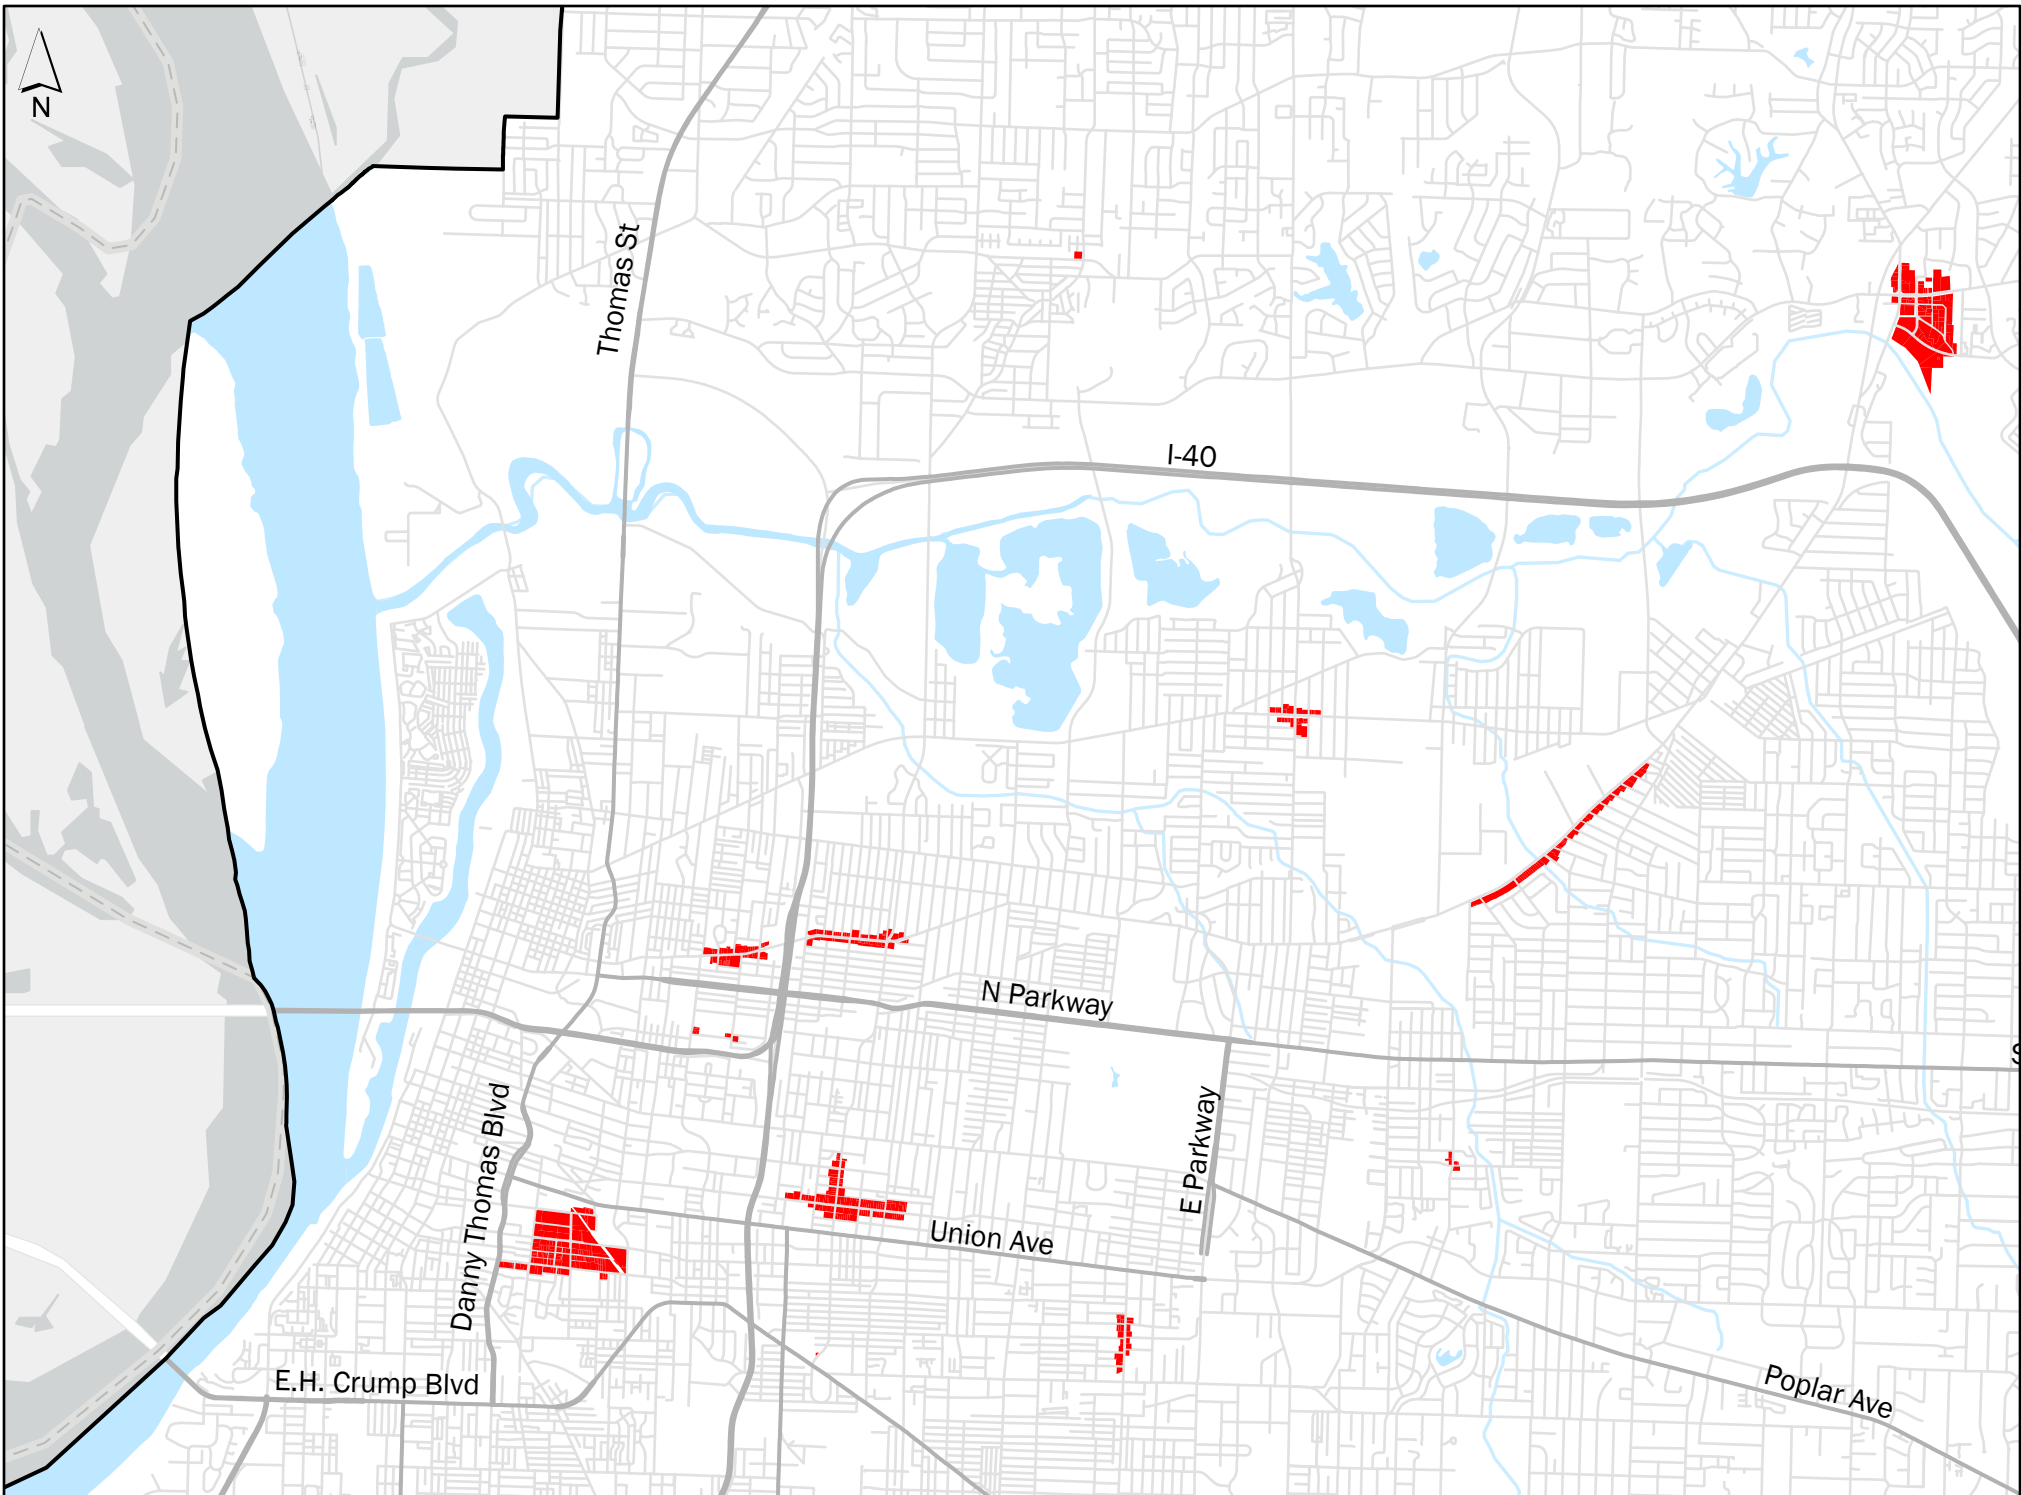 N
Thomas St
I-40
N Parkway
E Parkway
Danny Thomas Blvd
Union Ave
E.H. Crump Blvd
Poplar Ave
S